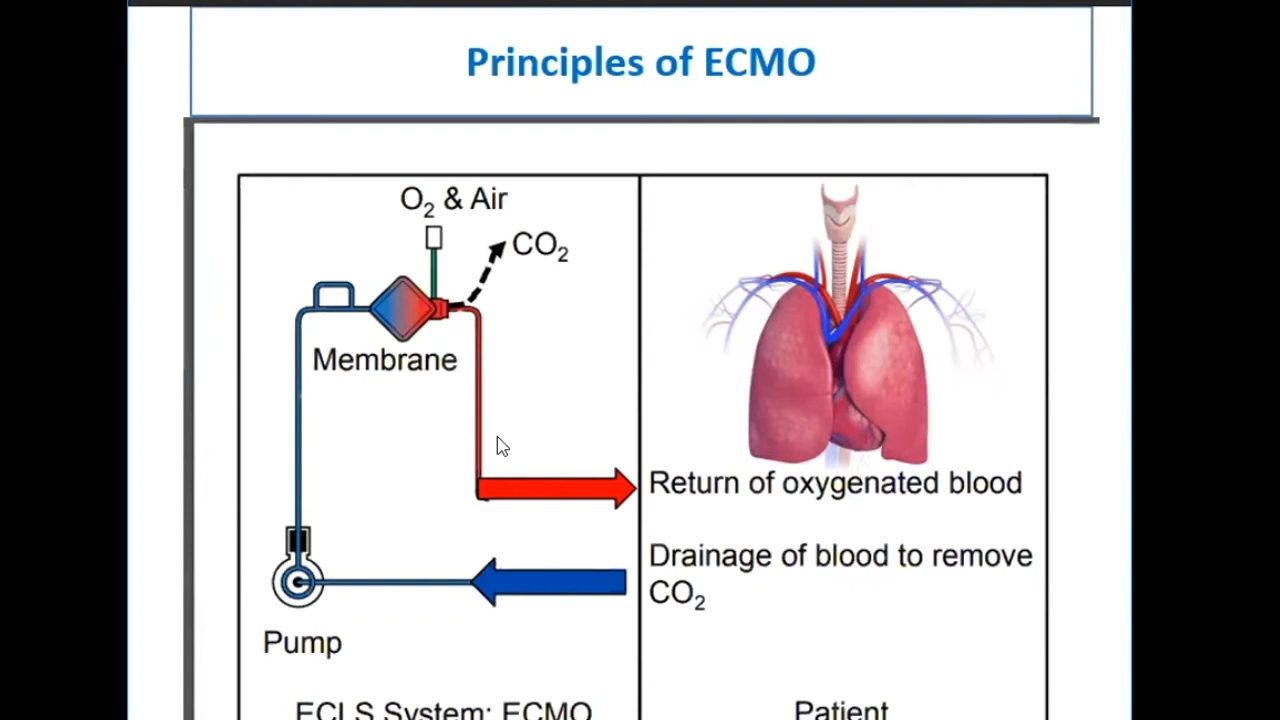 Principles of ECMO
O₂ & Air
CO₂
Membrane
Return of oxygenated blood
Drainage of blood to remove
CO₂
Pump
ECLS System: ECMO
Patient